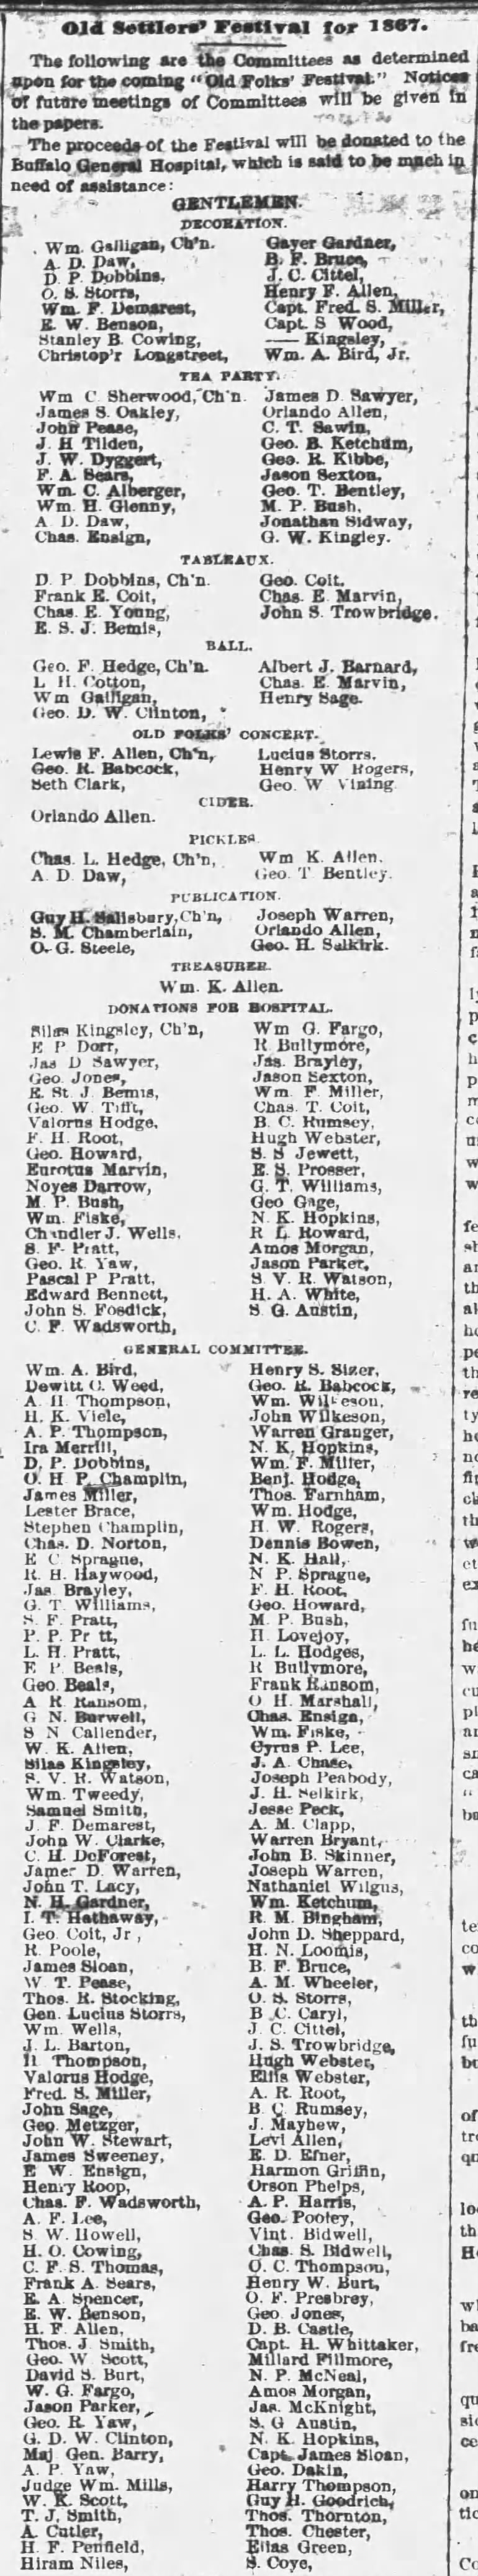 Old Settlers' Festival for 1867.
The following are the Committees as determined
upon for the coming "Old Folks' Festival." Notices
of future meetings of Committees will be given in
the papers.
The proceeds of the Festival will be donated to the
Buffalo General Hospital, which is said to be much in
need of assistance:
GENTLEMEN.
DECORATION.
Wm. Galligan, Ch'n.
A. D. Daw,
D. P. Dobbins,
O. S. Storrs,
Wm. F. Demarest,
E. W. Benson,
Stanley B. Cowing,
Christop'r Longstreet,
Gayer Gardner,
B. F. Bruce,
J. C. Cittel,
Henry F. Allen,
Capt. Fred. S. Miller,
Capt. S Wood,
—— Kingsley,
Wm. A. Bird, Jr.
TEA PARTY.
Wm C. Sherwood, Ch'n.
James S. Oakley,
John Pease,
J. H Tilden,
J. W. Dyggert,
F. A. Sears,
Wm. C. Alberger,
Wm. H. Glenny,
A D. Daw,
Chas. Ensign,
James D. Sawyer,
Orlando Allen,
C. T. Sawin,
Geo. B. Ketchum,
Geo. R. Kibbe,
Jason Sexton,
Geo. T. Bentley,
M. P. Bush,
Jonathan Sidway,
G. W. Kingley.
TABLEAUX.
D. P. Dobbins, Ch'n.
Frank E. Coit,
Chas. E. Young,
E. S. J. Bemis,
Geo. Coit.
Chas. E. Marvin,
John S. Trowbridge.
BALL.
Geo. F. Hedge, Ch'n.
L H. Cotton,
Wm Galligan,
Geo. D. W. Clinton,
Albert J. Barnard,
Chas. E. Marvin,
Henry Sage.
OLD FOLKS' CONCERT.
Lewis F. Allen, Ch'n,
Geo. R. Babcock,
Seth Clark,
Lucius Storrs.
Henry W Rogers,
Geo. W Vining
CIDER.
Orlando Allen.
PICKLES
Chas. L. Hedge, Ch'n,
A D. Daw,
Wm K. Allen.
Geo. T Bentley.
PUBLICATION.
Guy H. Salisbury, Ch'n,
S. M. Chamberlain,
O. G. Steele,
Joseph Warren,
Orlando Allen,
Geo. H. Selkirk.
TREASURER.
Wm. K. Allen.
DONATIONS FOR HOSPITAL.
Silas Kingsley, Ch'n,
E P. Dorr,
Jas D Sawyer,
Geo. Jones,
E. St. J. Bemis,
Geo. W. Tifft,
Valorns Hodge,
F. H. Root,
Geo. Howard,
Eurotus Marvin,
Noyes Darrow,
M. P. Bush,
Wm. Fiske,
Chandler J. Wells,
S. F. Pratt,
Geo. R. Yaw,
Pascal P Pratt,
Edward Bennett,
John S. Fosdick,
C. F. Wadsworth,
Wm G. Fargo,
R. Bullymore,
Jas. Brayley,
Jason Sexton,
Wm. F Miller,
Chas. T. Coit,
B. C. Rumsey,
Hugh Webster,
S. S Jewett,
E. S. Prosser,
G. T. Williams,
Geo Gage,
N. K. Hopkins,
R L. Howard,
Amos Morgan,
Jason Parker,
S. V. R. Watson,
H. A. White,
S. G. Austin,
GENERAL COMMITTEE.
Wm. A. Bird,
Dewitt C. Weed,
A H Thompson,
H. K. Viele,
A. P. Thompson,
Ira Merrill,
D. P. Dobbins,
O. H P. Champlin,
James Miller,
Lester Brace,
Stephen Champlin,
Chas. D. Norton,
E C Sprague,
R. H. Haywood,
Jas Brayley,
G. T. Williams,
S. F. Pratt,
P. P. Pr tt,
L. H. Pratt,
E P. Beals,
Geo. Beals,
A R. Ransom,
G N. Burwell,
S N Callender,
W. K. Allen,
Silas Kingsley,
S. V. R. Watson,
Wm. Tweedy,
Samuel Smith,
J F. Demarest,
John W. Clarke,
C. H. DeForest,
Jamer D. Warren,
John T. Lacy,
N. H. Gardner,
I. T. Hathaway,
Geo. Coit, Jr,
R. Poole,
James Sloan,
W T. Pease,
Thos. R. Stocking,
Gen. Lucius Storrs,
Wm. Wells,
J. L. Barton,
H Thompson,
Valorus Hodge,
Fred. S. Miller,
John Sage,
Geo. Metzger,
John W. Stewart,
James Sweeney,
E W. Ensign,
Henry Roop,
Chas. F. Wadsworth,
A. F. Lee,
S. W. Howell,
H. O. Cowing,
C. F. S. Thomas,
Frank A. Sears,
E. A Spencer,
E. W. Benson,
H. F. Allen,
Thos. J Smith,
Geo. W Scott,
David S. Burt,
W. G. Fargo,
Jason Parker,
Geo. R. Yaw,
G. D. W. Clinton,
Maj Gen. Barry,
A. P. Yaw,
Judge Wm. Mills,
W. K. Scott,
T. J. Smith,
A. Cutler,
H. F. Penfield,
Hiram Niles,
Henry S. Sizer,
Geo. R. Babcock,
Wm. Wilkeson,
John Wilkeson,
Warren Granger,
N. K. Hopkins,
Wm. F. Miller,
Benj. Hodge,
Thos. Farnham,
Wm. Hodge,
H. W. Rogers,
Dennis Bowen,
N. K. Hall,
N P. Sprague,
F. H. Root,
Geo. Howard,
M. P. Bush,
H. Lovejoy,
L. L. Hodges,
R Bullymore,
Frank Ransom,
O H. Marshall,
Chas. Ensign,
Wm. Fiske,
Cyrus P. Lee,
J. A. Chase,
Joseph Peabody,
J. H. Selkirk,
Jesse Peck,
A. M. Clapp,
Warren Bryant,
John B. Skinner,
Joseph Warren,
Nathaniel Wilgus,
Wm. Ketchum,
R. M. Bingham,
John D. Sheppard,
H. N. Loomis,
B. F. Bruce,
A. M. Wheeler,
O. S. Storrs,
B .C. Caryl,
J C. Cittel,
J. S. Trowbridge,
Hugh Webster,
Ellis Webster,
A. R. Root,
B C. Rumsey,
J. Mayhew,
Levi Allen,
E. D. Efner,
Harmon Griffin,
Orson Phelps,
A. P. Harris,
Geo. Pooley,
Vint. Bidwell,
Chas. S. Bidwell,
O. C. Thompson,
Henry W. Burt,
O. F. Presbrey,
Geo. Jones,
D. B. Castle,
Capt. H. Whittaker,
Millard Fillmore,
N. P. McNeal,
Amos Morgan,
Jas. McKnight,
S. G Austin,
N. K. Hopkins,
Capt. James Sloan,
Geo. Dakin,
Harry Thompson,
Guy H. Goodrich,
Thos. Thornton,
Thos. Chester,
Elias Green,
S. Coye,